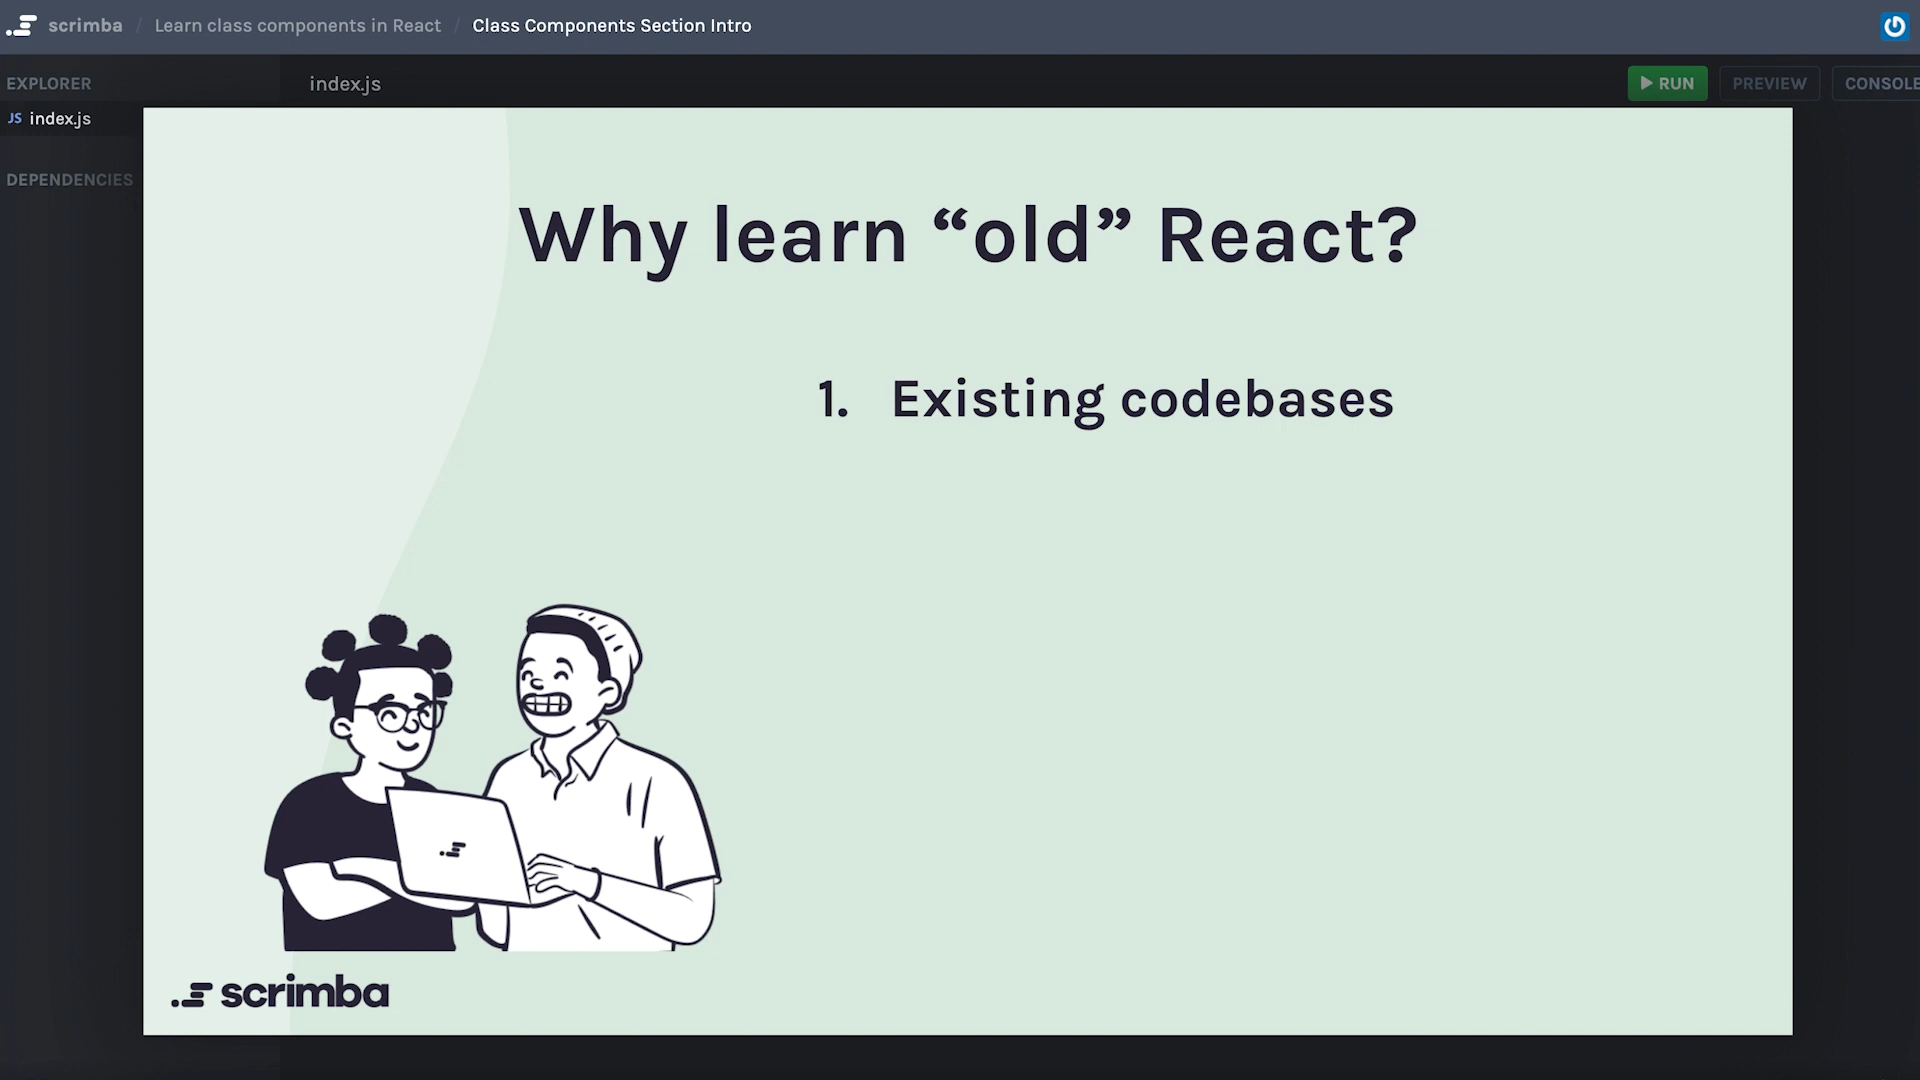 scrimba / Learn class components in React / Class Components Section Intro
EXPLORER
index.js
RUN
PREVIEW
CONSOLE
JS index.js
DEPENDENCIES
Why learn “old” React?
1. Existing codebases
scrimba